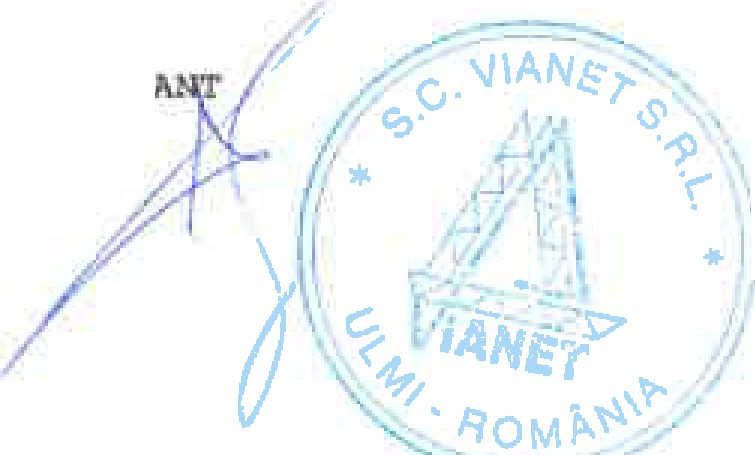 ANT
* S.C. VIANET S.R.L. *
VIANET
ULMI - ROMÂNIA